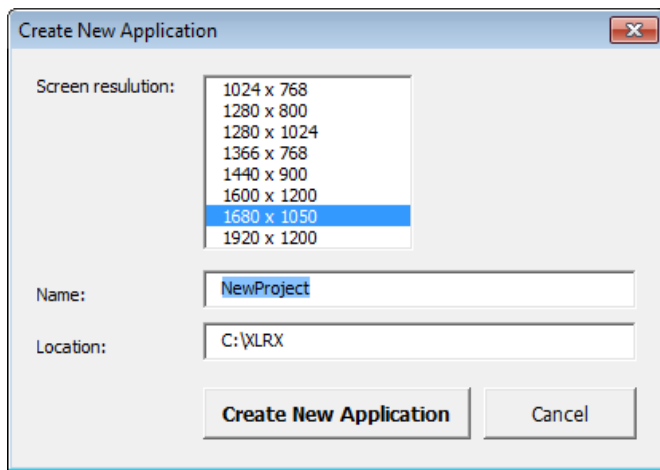 Create New Application
Screen resulution:
1024 x 768
1280 x 800
1280 x 1024
1366 x 768
1440 x 900
1600 x 1200
1680 x 1050
1920 x 1200
Name:
NewProject
Location:
C:\XLRX
Create New Application
Cancel